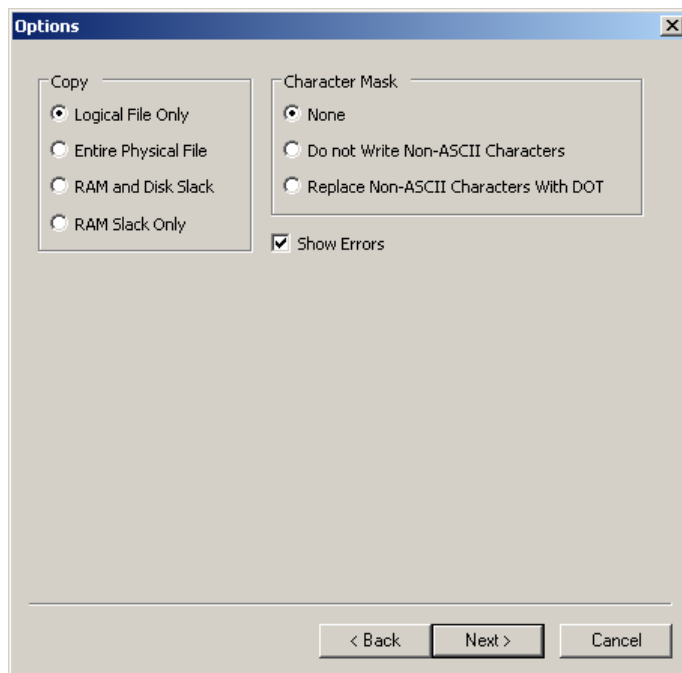 Options
Copy
Logical File Only
Entire Physical File
RAM and Disk Slack
RAM Slack Only
Character Mask
None
Do not Write Non-ASCII Characters
Replace Non-ASCII Characters With DOT
Show Errors
< Back
Next >
Cancel